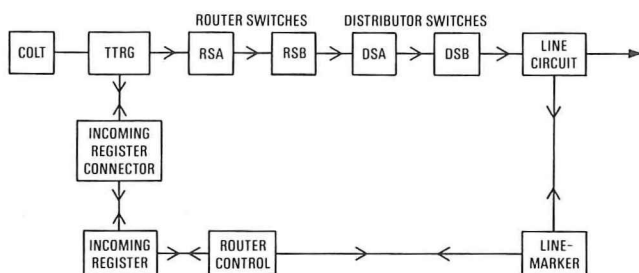 ROUTER SWITCHES
DISTRIBUTOR SWITCHES
COLT
TTRG
RSA
RSB
DSA
DSB
LINE
CIRCUIT
INCOMING
REGISTER
CONNECTOR
INCOMING
REGISTER
ROUTER
CONTROL
LINE-
MARKER